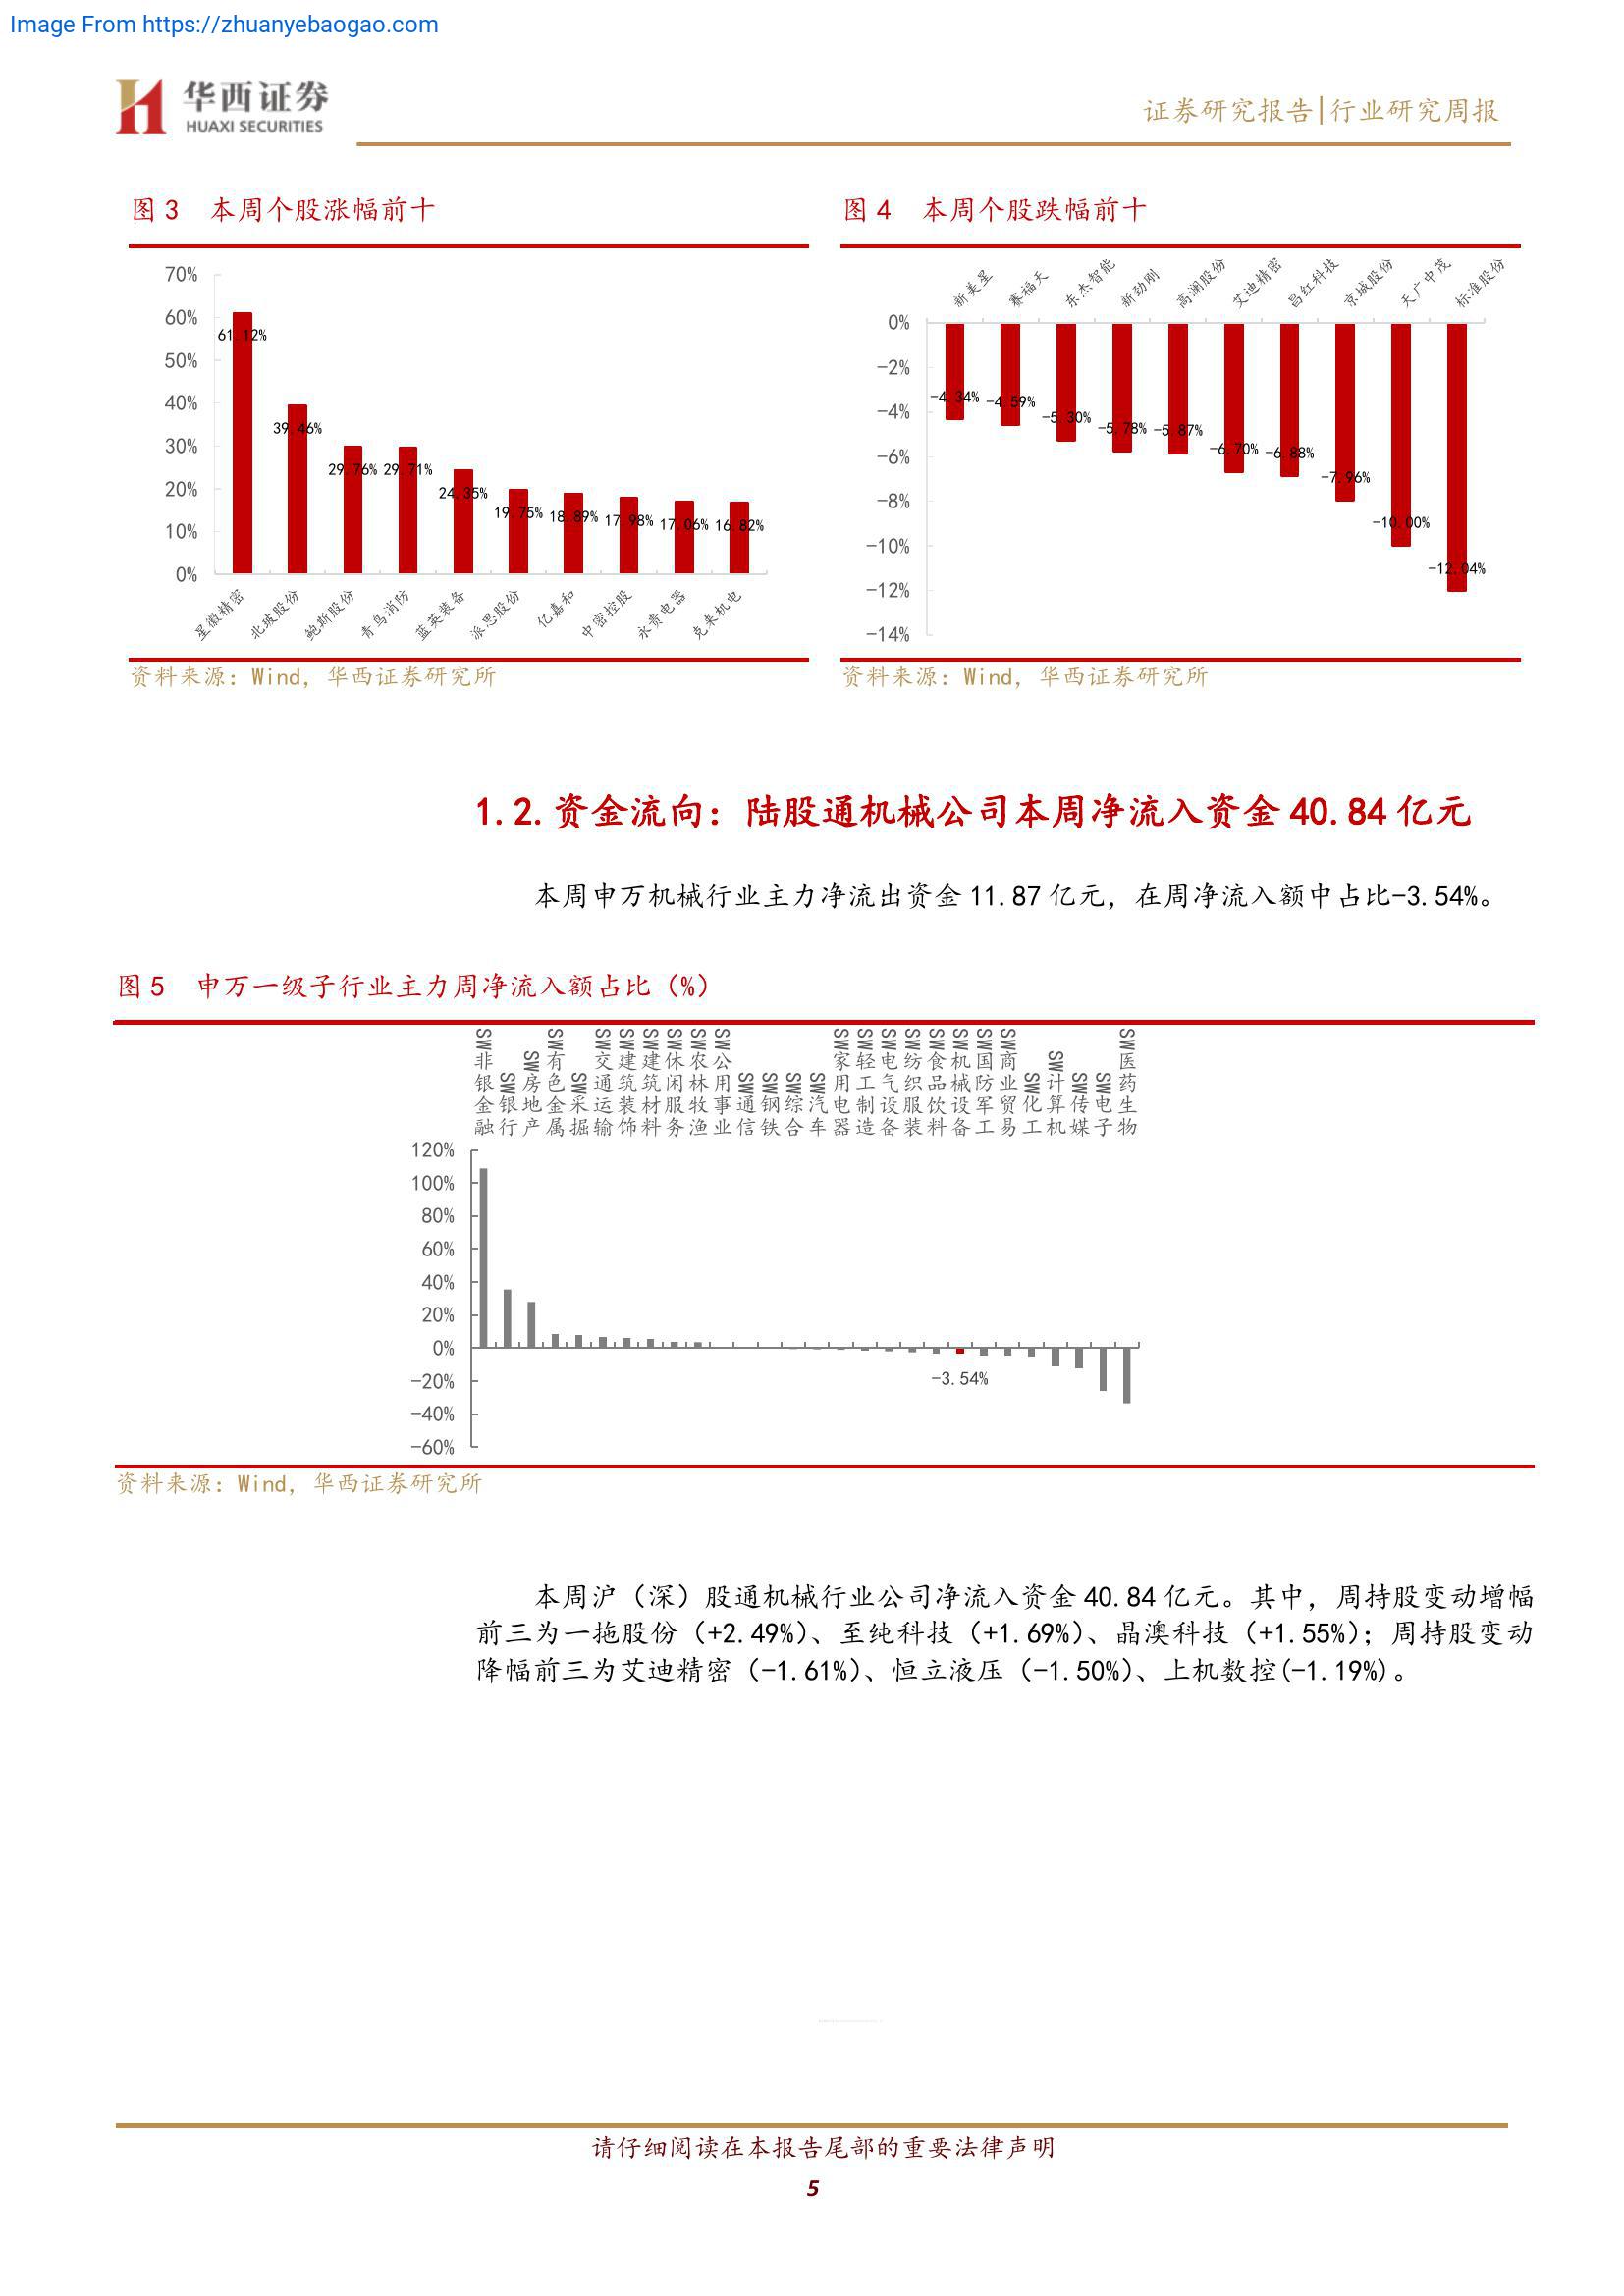 Image From https://zhuanyebaogao.com
华西证券
HUAXI SECURITIES
证券研究报告|行业研究周报
图 3 本周个股涨幅前十
70%
60%
50%
40%
30%
20%
10%
0%
61.12%
39.46%
29.76%
29.71%
24.35%
19.75%
18.89%
17.98%
17.06%
16.82%
星徽精密
北玻股份
鲍斯股份
青鸟消防
蓝英装备
派思股份
亿嘉和
中密控股
永贵电器
克来机电
资料来源：Wind，华西证券研究所
图 4 本周个股跌幅前十
新美星
赛福天
东杰智能
新劲刚
高澜股份
艾迪精密
昌红科技
京城股份
天广中茂
标准股份
0%
-2%
-4%
-6%
-8%
-10%
-12%
-14%
-4.34%
-4.59%
-5.30%
-5.78%
-5.87%
-6.70%
-6.88%
-7.96%
-10.00%
-12.04%
资料来源：Wind，华西证券研究所
1.2.资金流向：陆股通机械公司本周净流入资金 40.84 亿元
本周申万机械行业主力净流出资金 11.87 亿元，在周净流入额中占比-3.54%。
图 5 申万一级子行业主力周净流入额占比（%）
SW非银金融
SW银行
SW房地产
SW有色金属
SW采掘
SW交通运输
SW建筑装饰
SW建筑材料
SW休闲服务
SW农林牧渔
SW公用事业
SW通信
SW钢铁
SW综合
SW汽车
SW家用电器
SW轻工制造
SW电气设备
SW纺织服装
SW食品饮料
SW机械设备
SW国防军工
SW商业贸易
SW化工
SW计算机
SW传媒
SW电子
SW医药生物
120%
100%
80%
60%
40%
20%
0%
-20%
-40%
-60%
-3.54%
资料来源：Wind，华西证券研究所
本周沪（深）股通机械行业公司净流入资金 40.84 亿元。其中，周持股变动增幅
前三为一拖股份（+2.49%）、至纯科技（+1.69%）、晶澳科技（+1.55%）；周持股变动
降幅前三为艾迪精密（-1.61%）、恒立液压（-1.50%）、上机数控(-1.19%)。
请仔细阅读在本报告尾部的重要法律声明
5